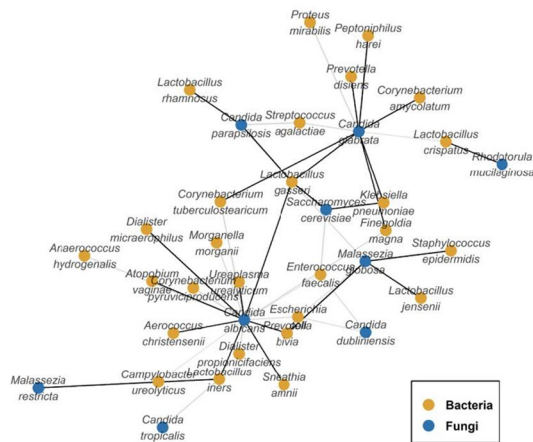 Proteus
mirabilis
Peptoniphilus
harei
Prevotella
disiens
Lactobacillus
rhamnosus
Corynebacterium
amycolatum
Candida
parapsilosis
Streptococcus
agalactiae
Candida
glabrata
Lactobacillus
crispatus
Rhodotorula
mucilaginosa
Lactobacillus
gasseri
Corynebacterium
tuberculostearicum
Saccharomyces
cerevisiae
Klebsiella
pneumoniae
Dialister
micraerophilus
Finegoldia
magna
Morganella
morganii
Anaerococcus
hydrogenalis
Staphylococcus
epidermidis
Malassezia
globosa
Atopobium
vaginae
Corynebacterium
pyruviciproducens
Ureaplasma
urealyticum
Enterococcus
faecalis
Lactobacillus
jensenii
Candida
albicans
Escherichia
coli
Aerococcus
christensenii
Prevotella
bivia
Candida
dubliniensis
Dialister
propionicifaciens
Malassezia
restricta
Campylobacter
ureolyticus
Lactobacillus
iners
Sneathia
amnii
Candida
tropicalis
Bacteria
Fungi